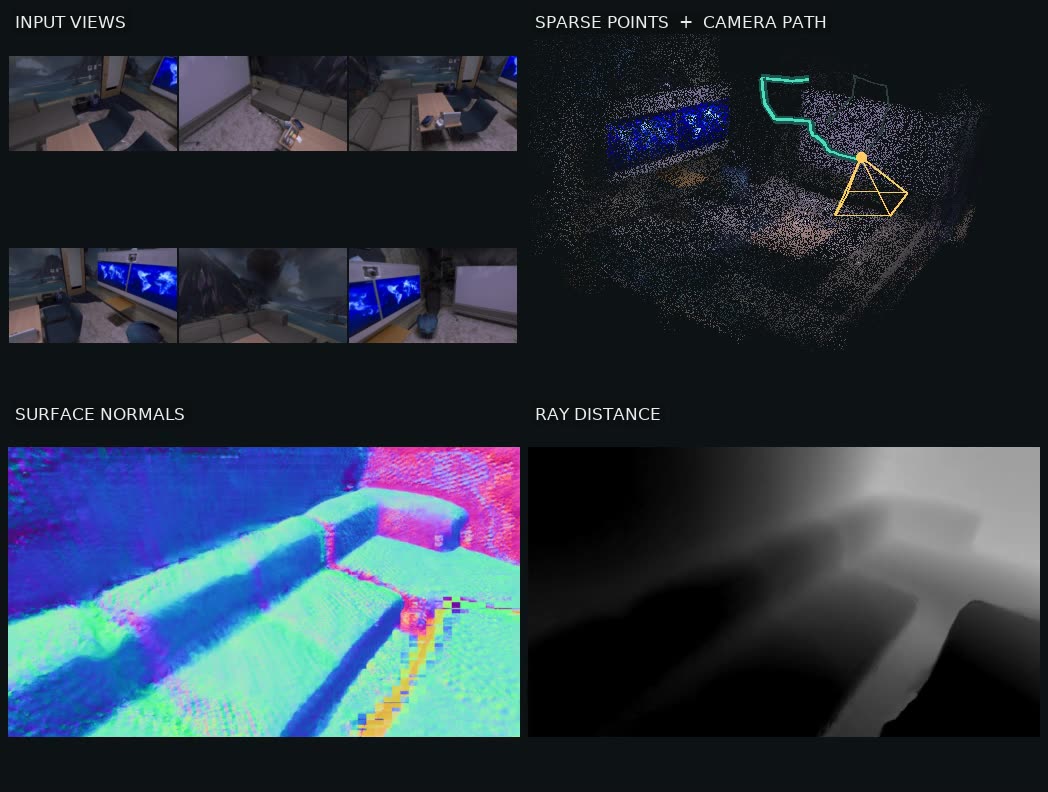 INPUT VIEWS
SPARSE POINTS + CAMERA PATH
SURFACE NORMALS
RAY DISTANCE